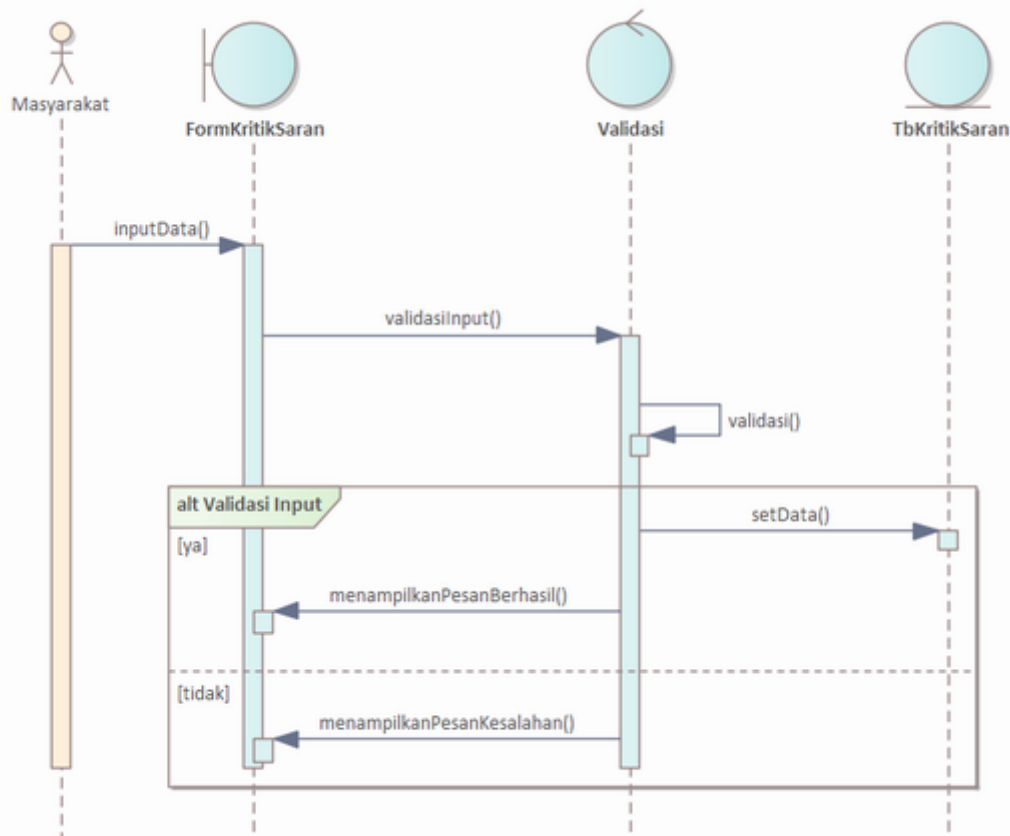 Masyarakat
FormKritikSaran
Validasi
TbKritikSaran
inputData()
validasiInput()
validasi()
alt Validasi Input
setData()
[ya]
menampilkanPesanBerhasil()
[tidak]
menampilkanPesanKesalahan()